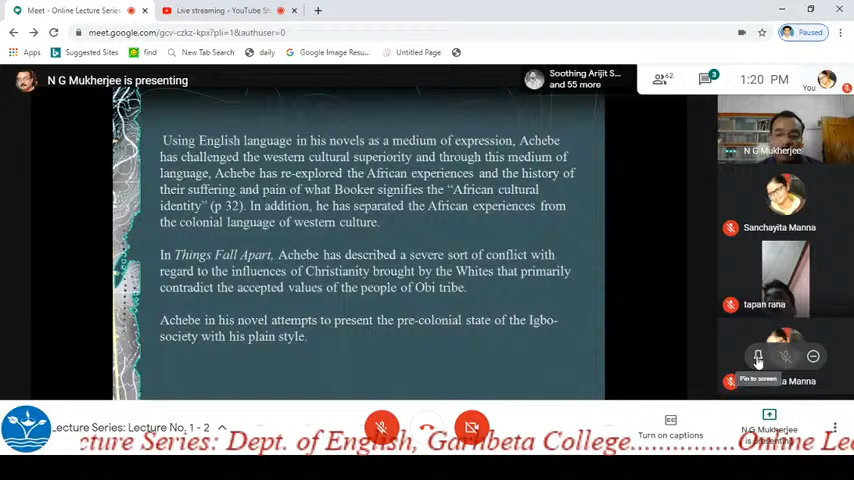 Meet - Online Lecture Series:
Live streaming - YouTube Sh
meet.google.com/gcv-czkz-kpx?pli=1&authuser=0
Paused
Apps
Suggested Sites
find
New Tab Search
daily
Google Image Resu...
Untitled Page
N G Mukherjee is presenting
Soothing Arijit S...
and 55 more
62
3
1:20 PM
You
Using English language in his novels as a medium of expression, Achebe
has challenged the western cultural superiority and through this medium of
language, Achebe has re-explored the African experiences and the history of
their suffering and pain of what Booker signifies the “African cultural
identity” (p 32). In addition, he has separated the African experiences from
the colonial language of western culture.
In Things Fall Apart, Achebe has described a severe sort of conflict with
regard to the influences of Christianity brought by the Whites that primarily
contradict the accepted values of the people of Obi tribe.
Achebe in his novel attempts to present the pre-colonial state of the Igbo-
society with his plain style.
N G Mukherjee
Sanchayita Manna
tapan rana
Pin to screen
ita Manna
Lecture Series: Lecture No. 1 - 2
Turn on captions
N G Mukherjee
is presenting
cture Series: Dept. of English, Garhbeta College...............Online Lec